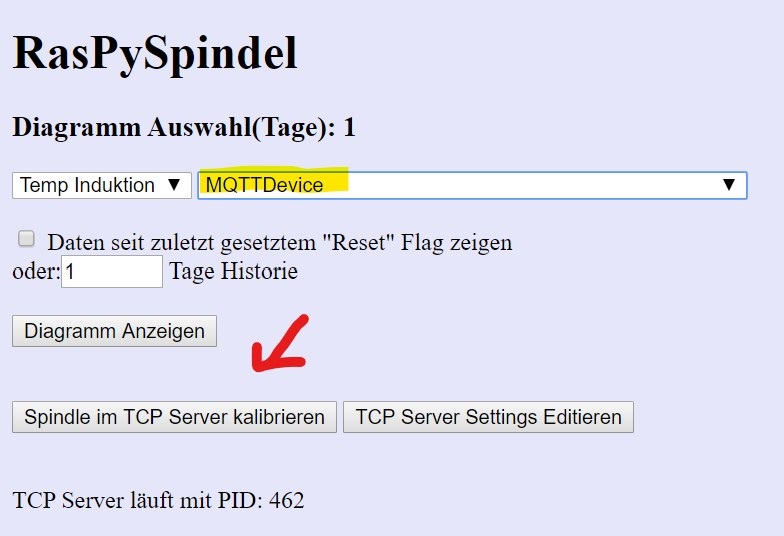 RasPySpindel
Diagramm Auswahl(Tage): 1
Temp Induktion MQTTDevice
Daten seit zuletzt gesetztem "Reset" Flag zeigen
oder: 1 Tage Historie
Diagramm Anzeigen
Spindle im TCP Server kalibrieren TCP Server Settings Editieren
TCP Server läuft mit PID: 462